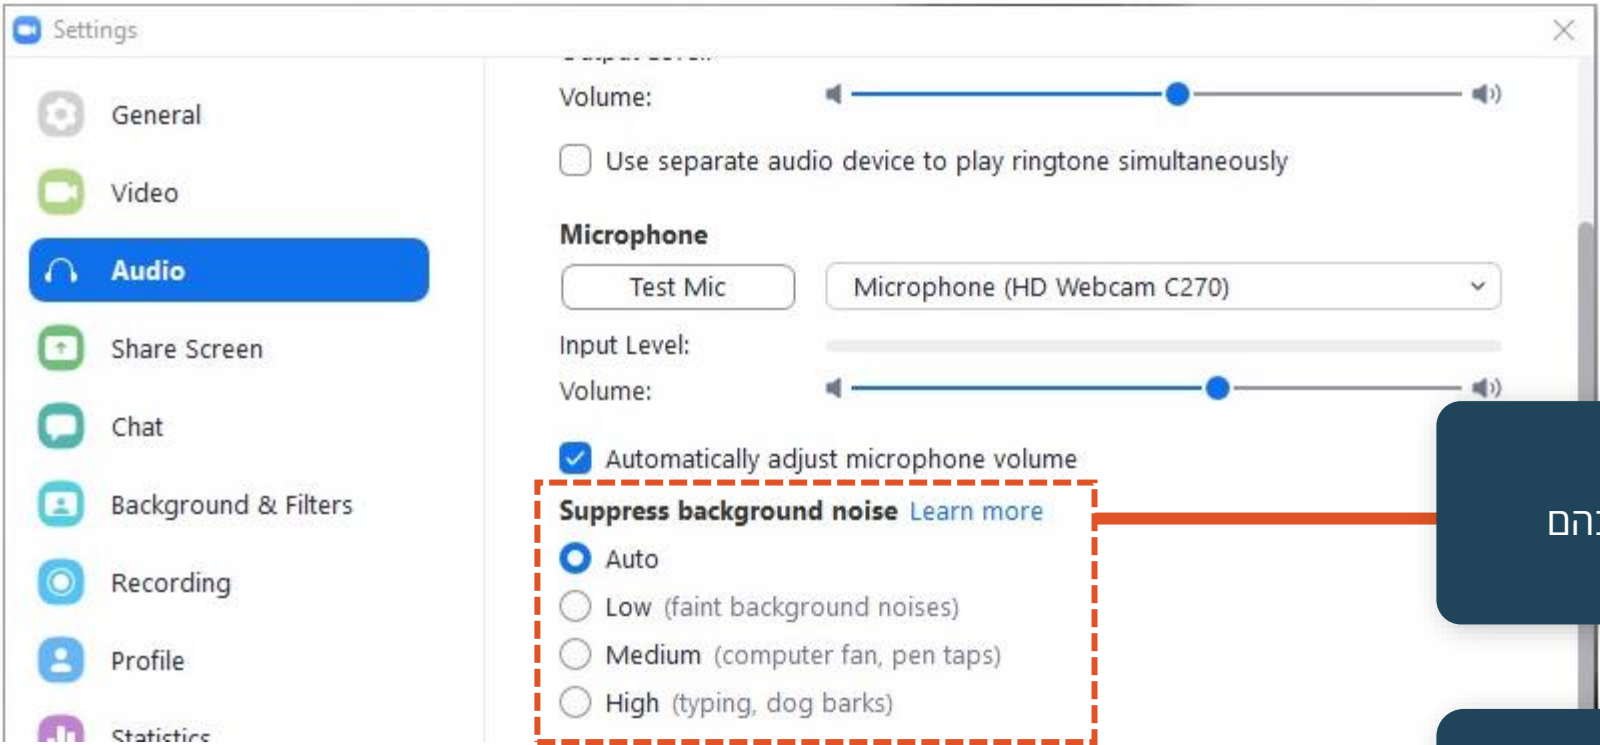 Settings
General
Video
Audio
Share Screen
Chat
Background & Filters
Recording
Profile
Statistics
Volume:
Use separate audio device to play ringtone simultaneously
Microphone
Test Mic
Microphone (HD Webcam C270)
Input Level:
Volume:
Automatically adjust microphone volume
Suppress background noise Learn more
Auto
Low (faint background noises)
Medium (computer fan, pen taps)
High (typing, dog barks)